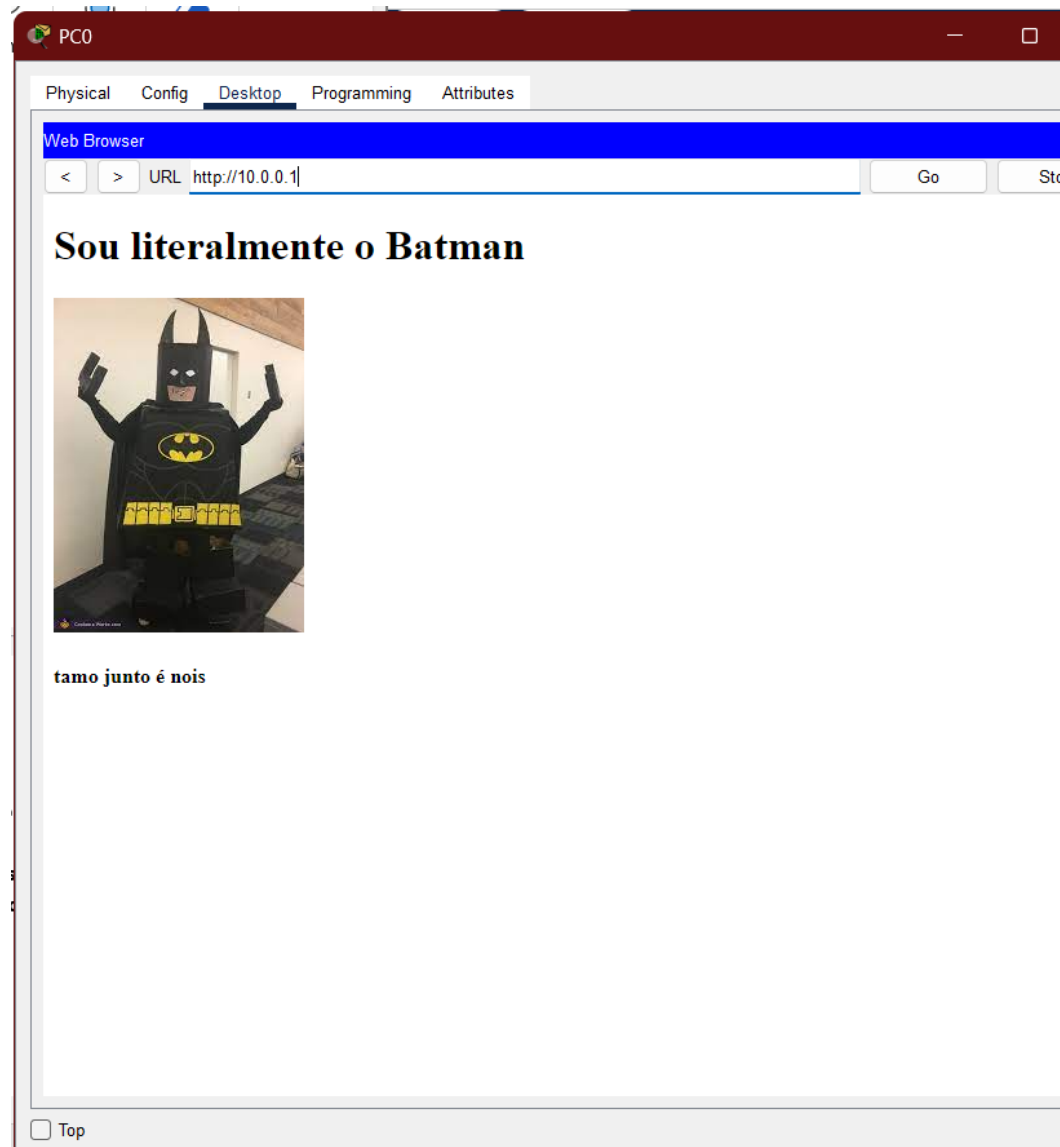 PC0
Physical Config Desktop Programming Attributes
Web Browser
< > URL http://10.0.0.1 Go
Sou literalmente o Batman
tamo junto é nois
Top